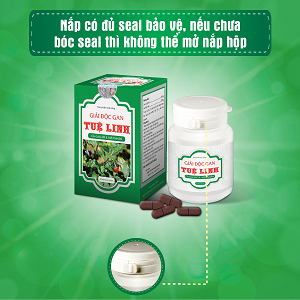 Nắp có đủ seal bảo vệ, nếu chưa
bóc seal thì không thể mở nắp hộp
GIẢI ĐỘC GAN
TUỆ LINH
GIẢI ĐỘC GAN
TUỆ LINH